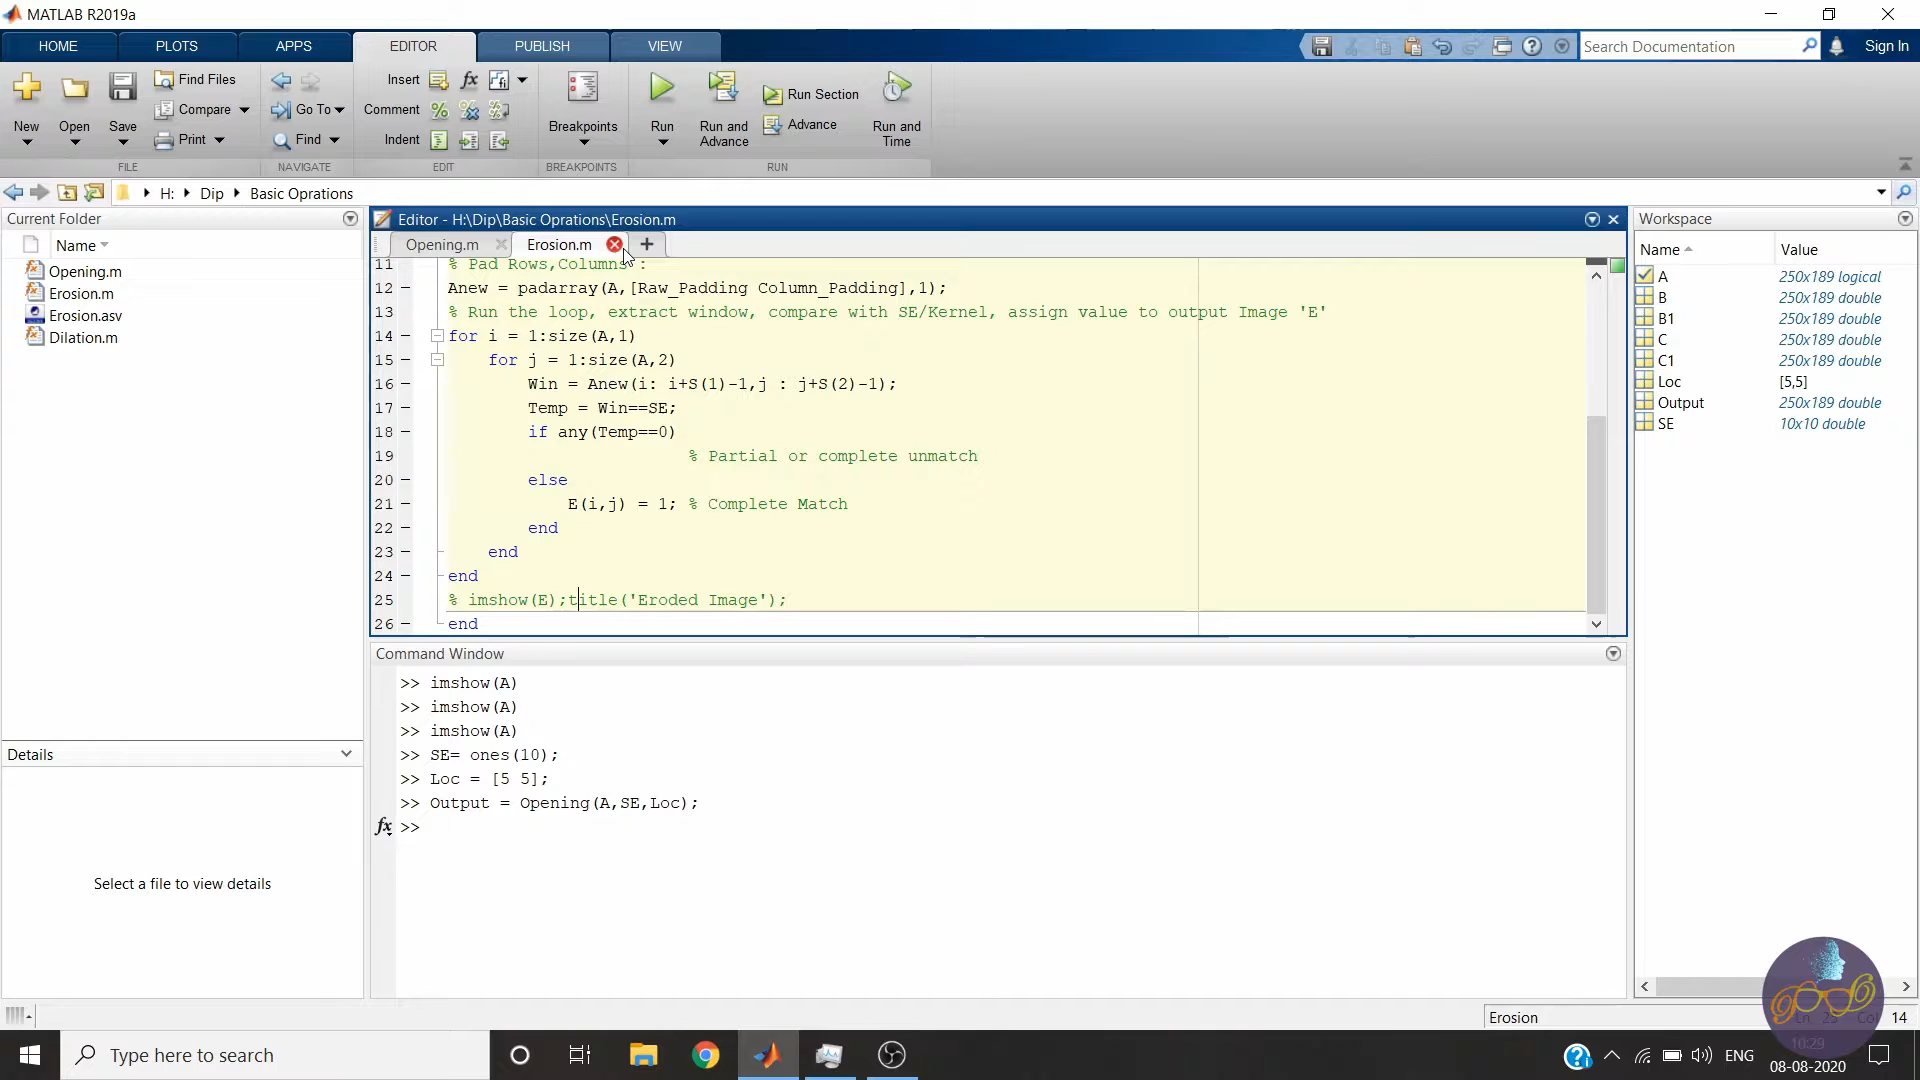 MATLAB R2019a
HOME PLOTS APPS EDITOR PUBLISH VIEW
Search Documentation
Sign In
New Open Save
Find Files
Compare
Print
Go To
Find
Insert
Comment
Indent
fx
Breakpoints
Run
Run and Advance
Run Section
Advance
Run and Time
FILE NAVIGATE EDIT BREAKPOINTS RUN
H: Dip Basic Oprations
Current Folder
Name
Opening.m
Erosion.m
Erosion.asv
Dilation.m
Details
Select a file to view details
Editor - H:\Dip\Basic Oprations\Erosion.m
Opening.m Erosion.m
11 % Pad Rows,Columns :
12 Anew = padarray(A,[Raw_Padding Column_Padding],1);
13 % Run the loop, extract window, compare with SE/Kernel, assign value to output Image 'E'
14 for i = 1:size(A,1)
15 for j = 1:size(A,2)
16 Win = Anew(i: i+S(1)-1,j : j+S(2)-1);
17 Temp = Win==SE;
18 if any(Temp==0)
19 % Partial or complete unmatch
20 else
21 E(i,j) = 1; % Complete Match
22 end
23 end
24 end
25 % imshow(E);title('Eroded Image');
26 end
Command Window
>> imshow(A)
>> imshow(A)
>> imshow(A)
>> SE= ones(10);
>> Loc = [5 5];
>> Output = Opening(A,SE,Loc);
fx >>
Workspace
Name Value
A 250x189 logical
B 250x189 double
B1 250x189 double
C 250x189 double
C1 250x189 double
Loc [5,5]
Output 250x189 double
SE 10x10 double
Erosion
Ln 25 Col 14
Type here to search
ENG
10:29
08-08-2020